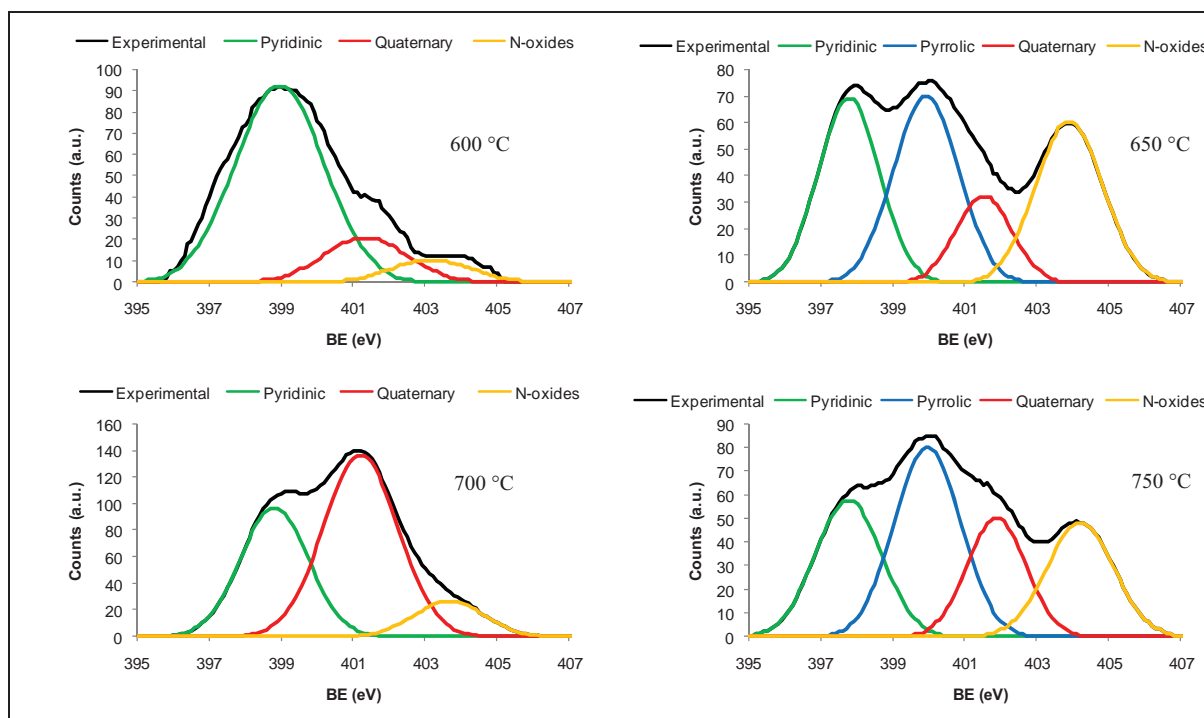 Experimental Pyridinic Quaternary N-oxides
100
90
80
70
60
50
40
30
20
10
0
Counts (a.u.)
600 °C
395 397 399 401 403 405 407
BE (eV)
Experimental Pyridinic Pyrrolic Quaternary N-oxides
80
70
60
50
40
30
20
10
0
Counts (a.u.)
650 °C
395 397 399 401 403 405 407
BE (eV)
Experimental Pyridinic Quaternary N-oxides
160
140
120
100
80
60
40
20
0
Counts (a.u.)
700 °C
395 397 399 401 403 405 407
BE (eV)
Experimental Pyridinic Pyrrolic Quaternary N-oxides
90
80
70
60
50
40
30
20
10
0
Counts (a.u.)
750 °C
395 397 399 401 403 405 407
BE (eV)